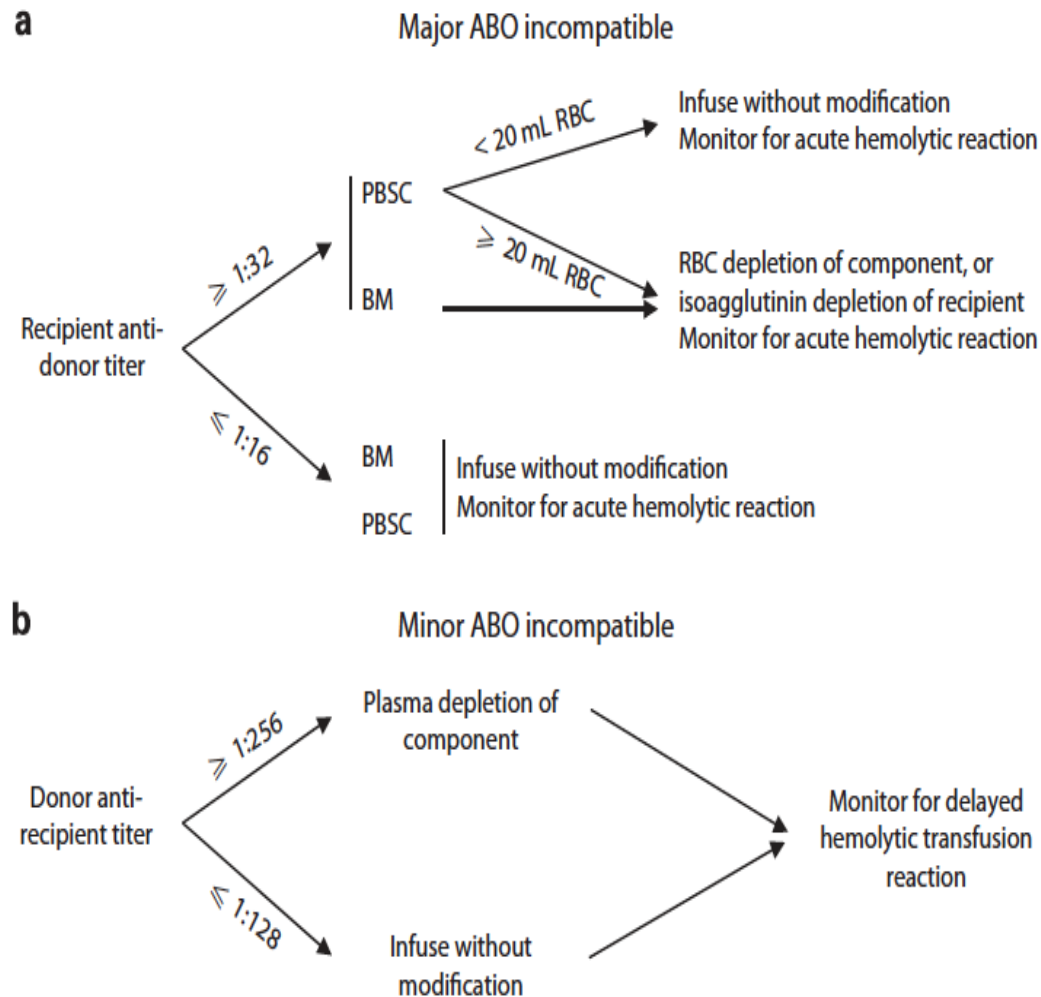 a
Major ABO incompatible
< 20 mL RBC
Infuse without modification
Monitor for acute hemolytic reaction
PBSC
⩾ 1:32
⩾ 20 mL RBC
RBC depletion of component, or
isoagglutinin depletion of recipient
Monitor for acute hemolytic reaction
BM
Recipient anti-
donor titer
⩽ 1:16
BM
PBSC
Infuse without modification
Monitor for acute hemolytic reaction
b
Minor ABO incompatible
⩾ 1:256
Plasma depletion of
component
Donor anti-
recipient titer
Monitor for delayed
hemolytic transfusion
reaction
⩽ 1:128
Infuse without
modification